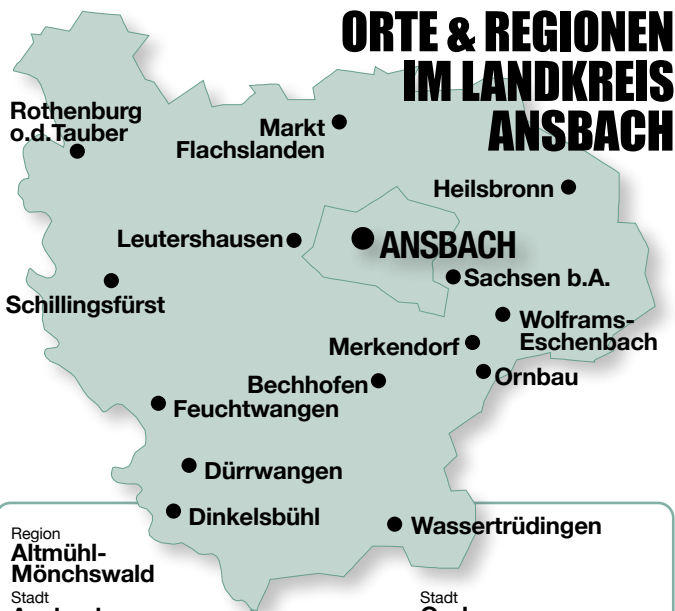 ORTE & REGIONEN
IM LANDKREIS
ANSBACH
Rothenburg
o.d.Tauber
Markt
Flachslanden
Heilsbronn
Leutershausen
ANSBACH
Sachsen b.A.
Schillingsfürst
Wolframs-
Eschenbach
Merkendorf
Ornbau
Bechhofen
Feuchtwangen
Dürrwangen
Dinkelsbühl
Wassertrüdingen
Region
Altmühl-
Mönchswald
Stadt
Stadt